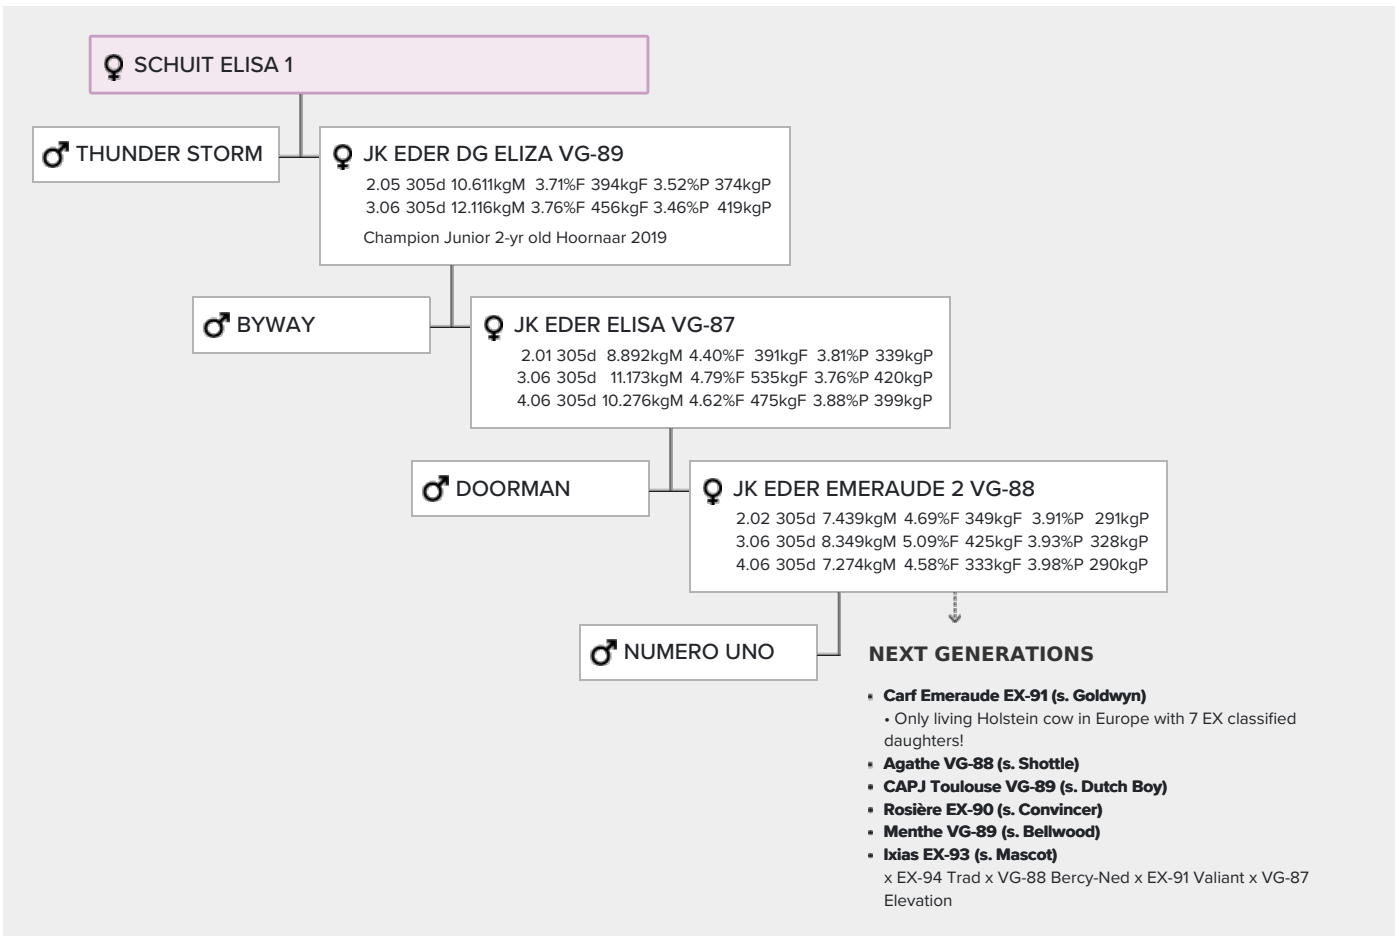 SCHUIT ELISA 1
THUNDER STORM
JK EDER DG ELIZA VG-89
2.05 305d 10.611kgM 3.71%F 394kgF 3.52%P 374kgP
3.06 305d 12.116kgM 3.76%F 456kgF 3.46%P 419kgP
Champion Junior 2-yr old Hoornaar 2019
BYWAY
JK EDER ELISA VG-87
2.01 305d 8.892kgM 4.40%F 391kgF 3.81%P 339kgP
3.06 305d 11.173kgM 4.79%F 535kgF 3.76%P 420kgP
4.06 305d 10.276kgM 4.62%F 475kgF 3.88%P 399kgP
DOORMAN
JK EDER EMERAUDE 2 VG-88
2.02 305d 7.439kgM 4.69%F 349kgF 3.91%P 291kgP
3.06 305d 8.349kgM 5.09%F 425kgF 3.93%P 328kgP
4.06 305d 7.274kgM 4.58%F 333kgF 3.98%P 290kgP
NUMERO UNO
NEXT GENERATIONS
• Carf Emeraude EX-91 (s. Goldwyn)
• Only living Holstein cow in Europe with 7 EX classified
daughters!
• Agathe VG-88 (s. Shottle)
• CAPJ Toulouse VG-89 (s. Dutch Boy)
• Rosière EX-90 (s. Convincer)
• Menthe VG-89 (s. Bellwood)
• Ixias EX-93 (s. Mascot)
x EX-94 Trad x VG-88 Bercy-Ned x EX-91 Valiant x VG-87
Elevation